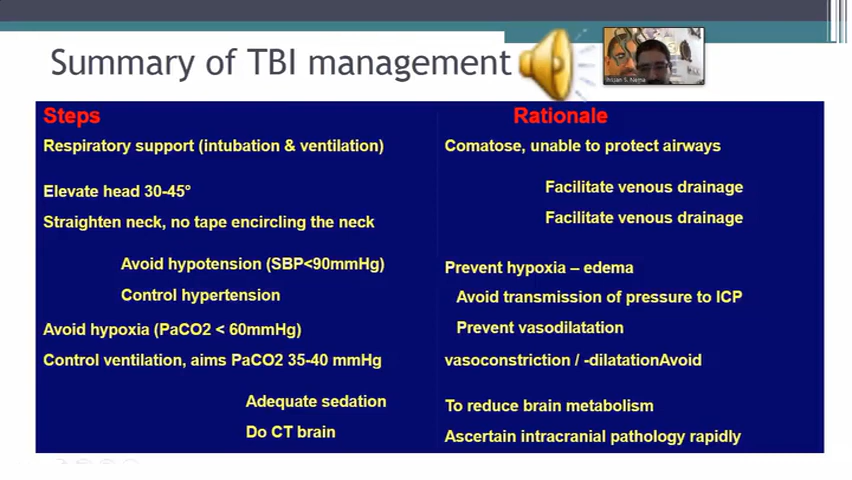 Summary of TBI management
Steps Rationale
Respiratory support (intubation & ventilation) Comatose, unable to protect airways
Elevate head 30-45° Facilitate venous drainage
Straighten neck, no tape encircling the neck Facilitate venous drainage
Avoid hypotension (SBP<90mmHg) Prevent hypoxia – edema
Control hypertension Avoid transmission of pressure to ICP
Avoid hypoxia (PaCO2 < 60mmHg) Prevent vasodilatation
Control ventilation, aims PaCO2 35-40 mmHg vasoconstriction / -dilatationAvoid
Adequate sedation To reduce brain metabolism
Do CT brain Ascertain intracranial pathology rapidly